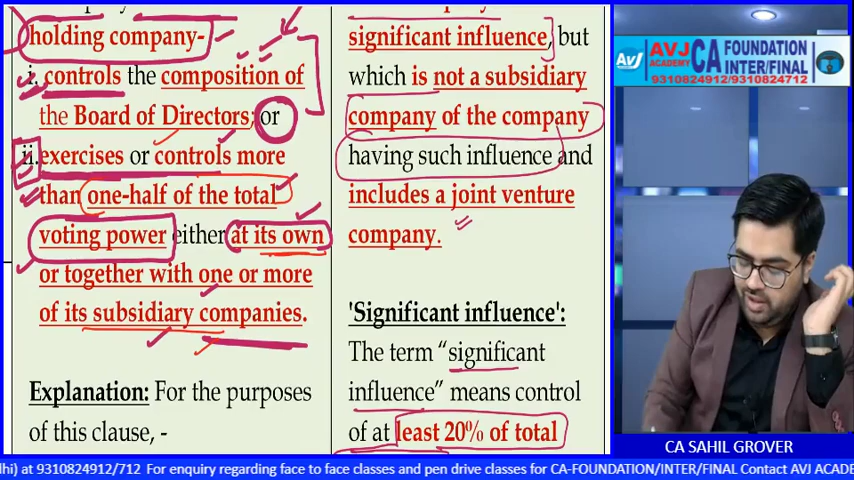 holding company-
i. controls the composition of
the Board of Directors; or
ii. exercises or controls more
than one-half of the total
voting power either at its own
or together with one or more
of its subsidiary companies.
Explanation: For the purposes
of this clause, -
significant influence, but
which is not a subsidiary
company of the company
having such influence and
includes a joint venture
company.
'Significant influence':
The term “significant
influence” means control
of at least 20% of total
AVJ
AVJ
ACADEMY
CA
FOUNDATION
INTER/FINAL
9310824912/9310824712
CA SAHIL GROVER
lhi) at 9310824912/712 For enquiry regarding face to face classes and pen drive classes for CA-FOUNDATION/INTER/FINAL Contact AVJ ACADE